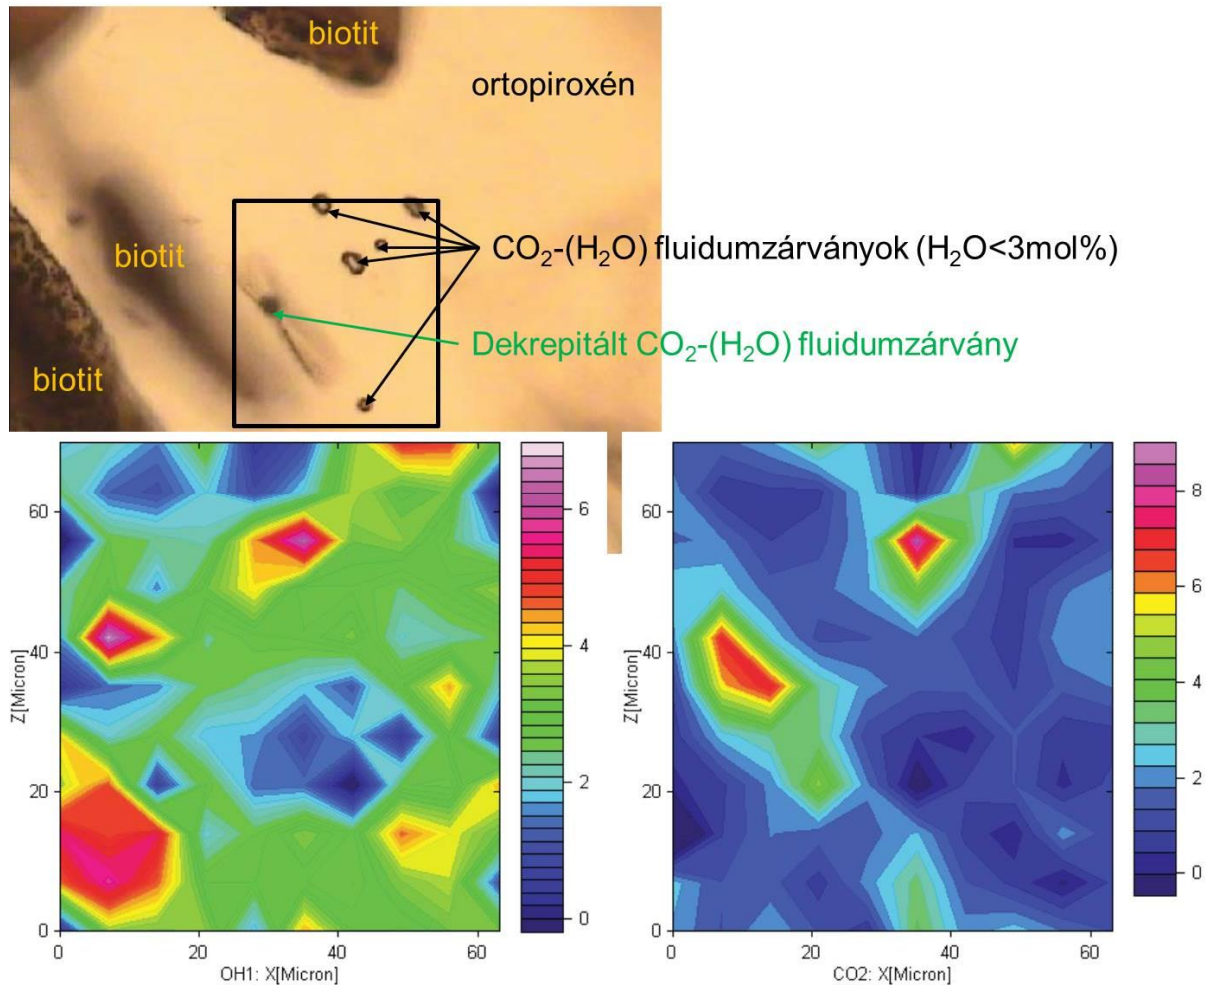 biotit
ortopiroxén
biotit
CO₂-(H₂O) fluidumzárványok (H₂O<3mol%)
Dekrepitált CO₂-(H₂O) fluidumzárvány
biotit
60
40
20
0
Z[Micron]
0 20 40 60
OH1: X[Micron]
6
4
2
0
60
40
20
0
Z[Micron]
0 20 40 60
CO2: X[Micron]
8
6
4
2
0